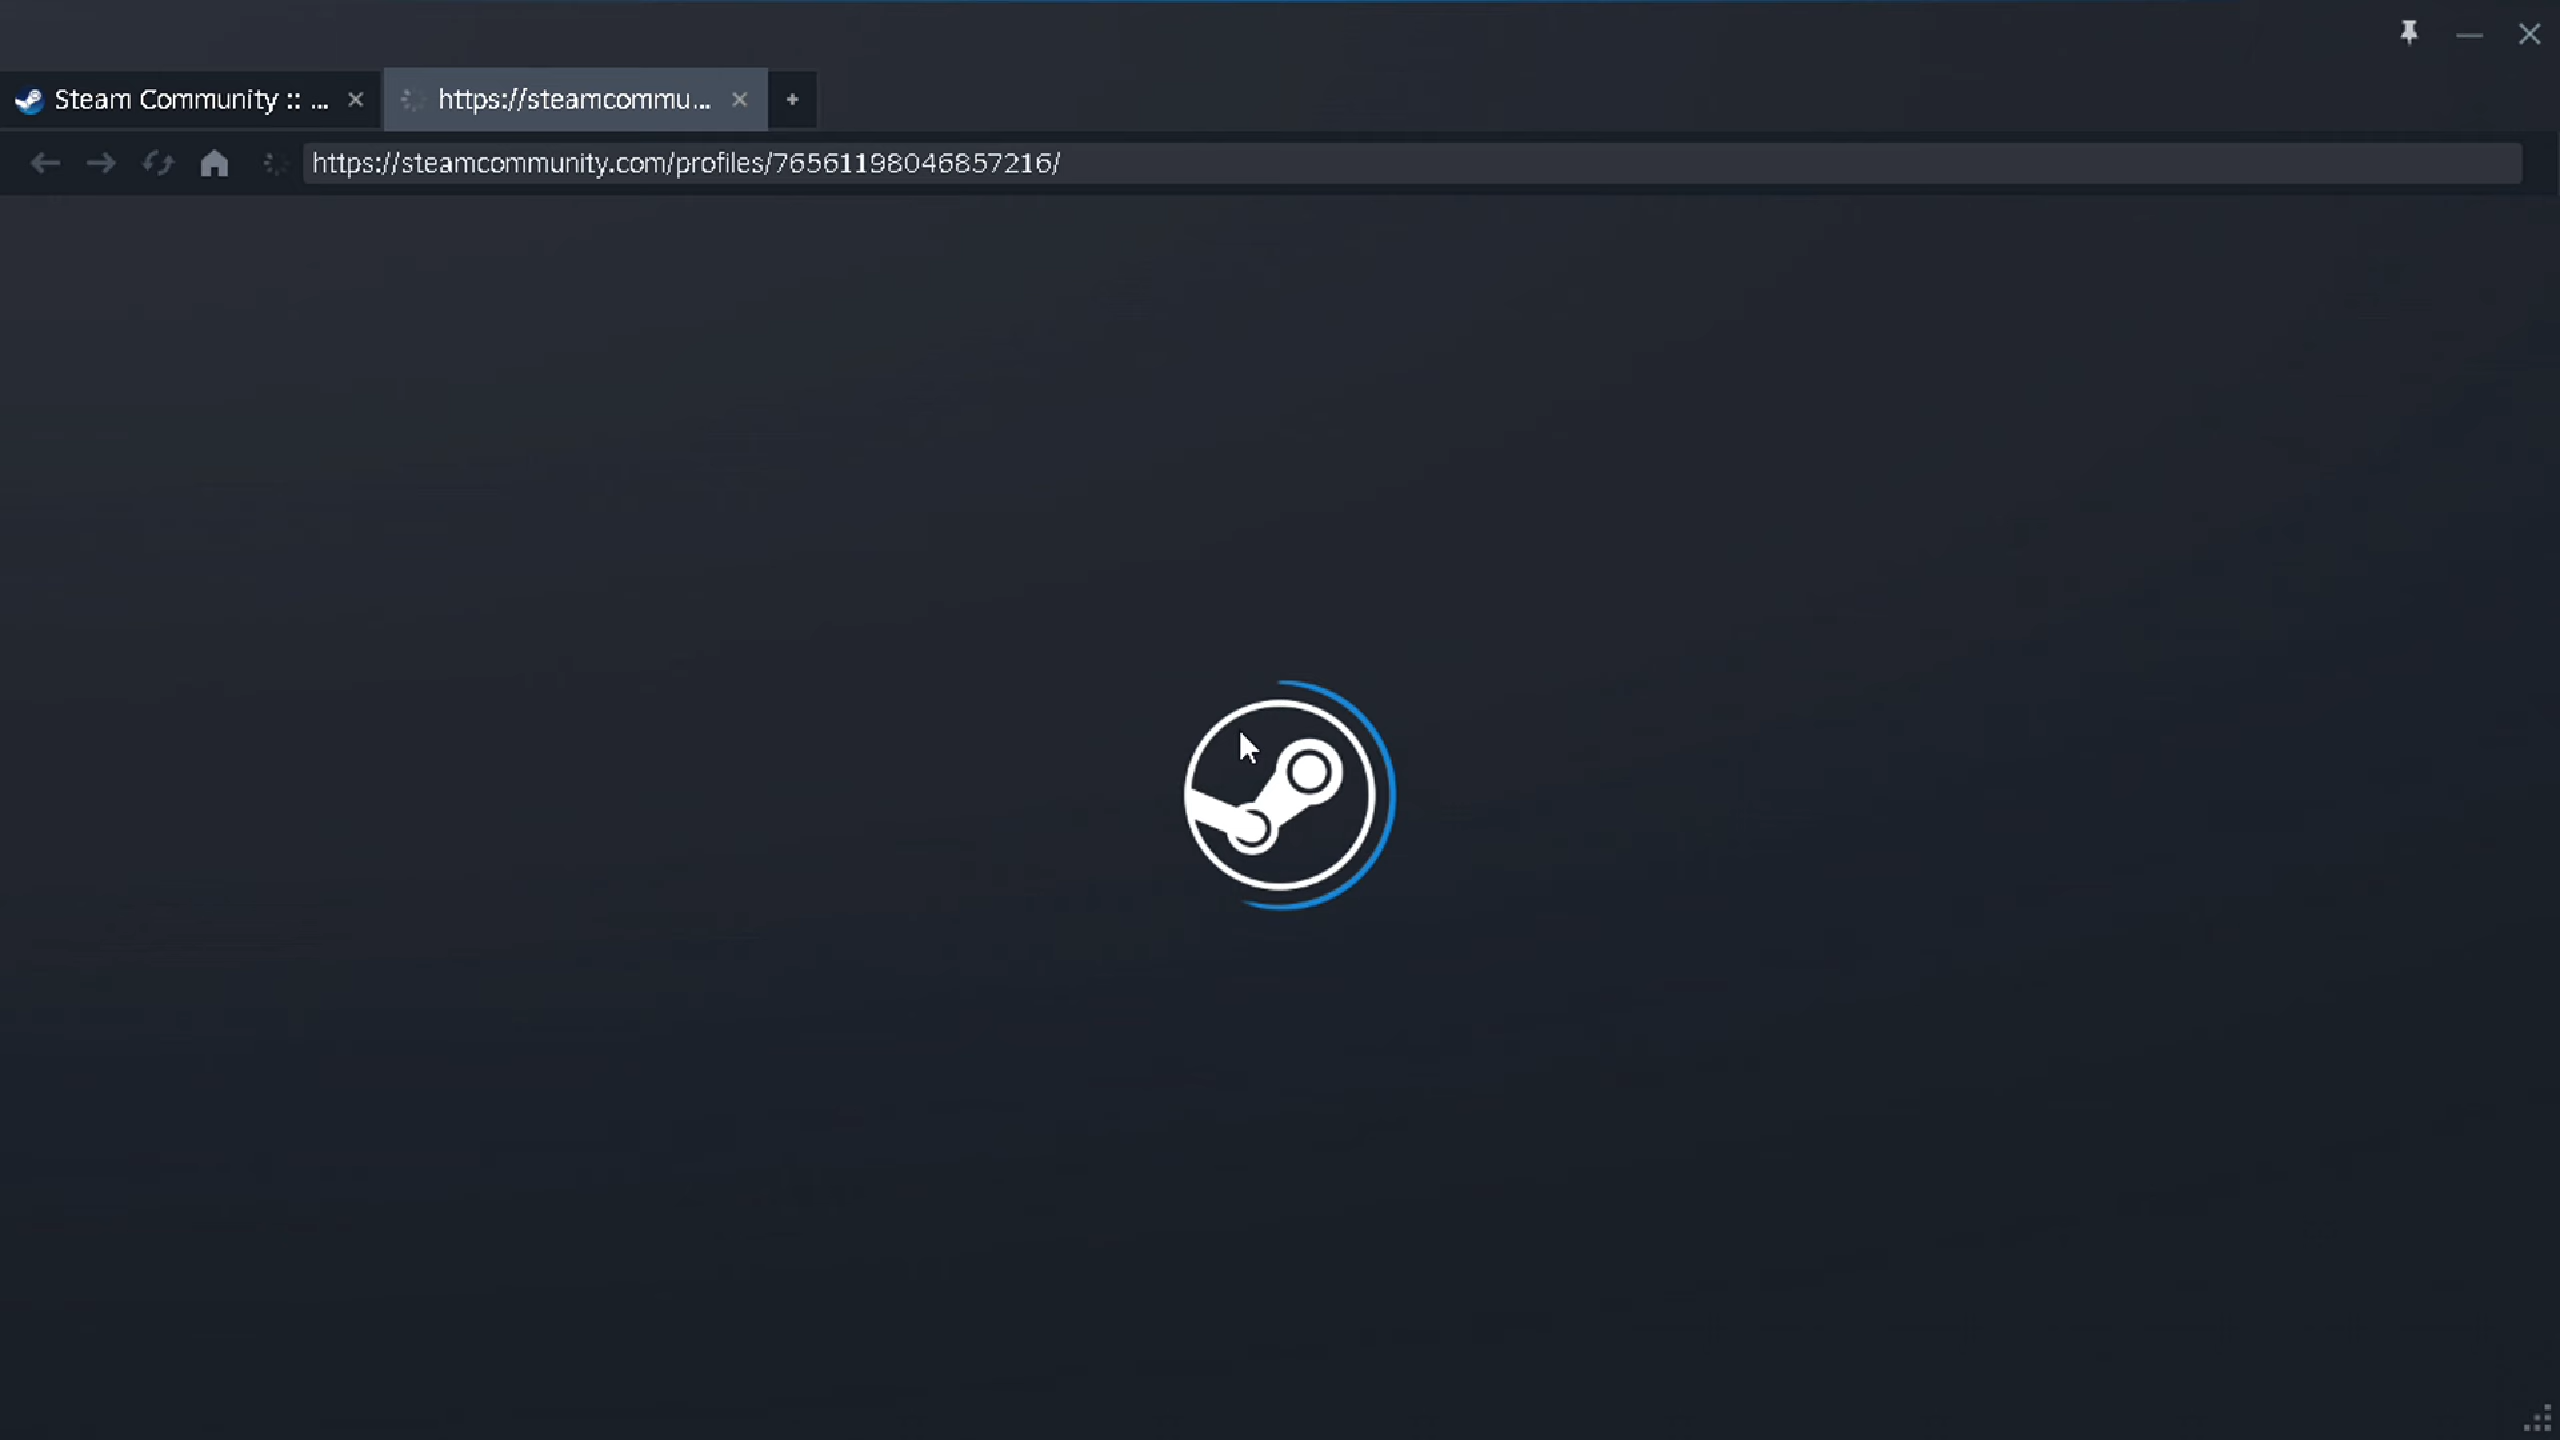 Steam Community :: ...
https://steamcommu...
https://steamcommunity.com/profiles/76561198046857216/